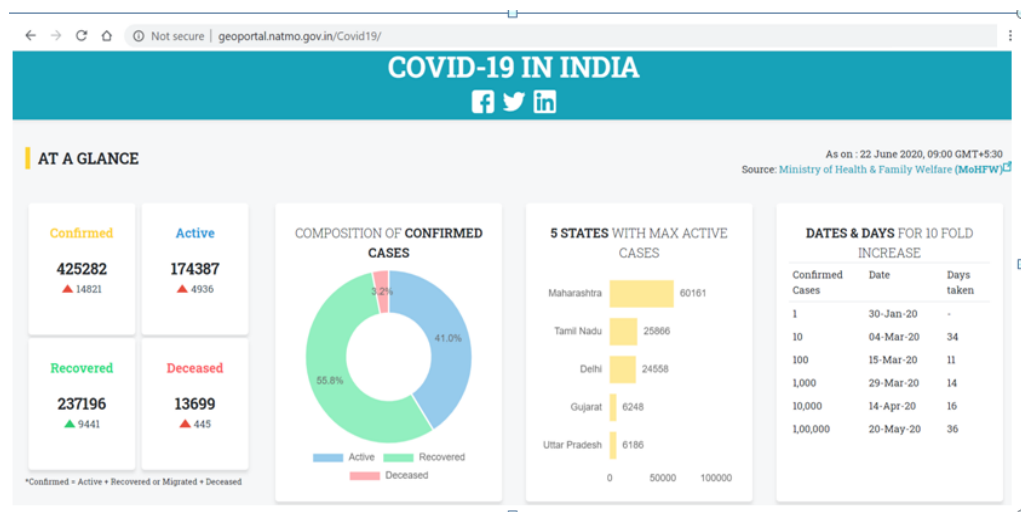 Not secure | geoportal.natmo.gov.in/Covid19/
COVID-19 IN INDIA
AT A GLANCE
As on : 22 June 2020, 09:00 GMT+5:30
Source: Ministry of Health & Family Welfare (MoHFW)
Confirmed
425282
▲ 14821
Active
174387
▲ 4936
Recovered
237196
▲ 9441
Deceased
13699
▲ 445
*Confirmed = Active + Recovered or Migrated + Deceased
COMPOSITION OF CONFIRMED
CASES
3.2%
41.0%
55.8%
Active Recovered
Deceased
5 STATES WITH MAX ACTIVE
CASES
Maharashtra 60161
Tamil Nadu 25866
Delhi 24558
Gujarat 6248
Uttar Pradesh 6186
0 50000 100000
DATES & DAYS FOR 10 FOLD
INCREASE
Confirmed Date Days
Cases taken
1 30-Jan-20 -
10 04-Mar-20 34
100 15-Mar-20 11
1,000 29-Mar-20 14
10,000 14-Apr-20 16
1,00,000 20-May-20 36